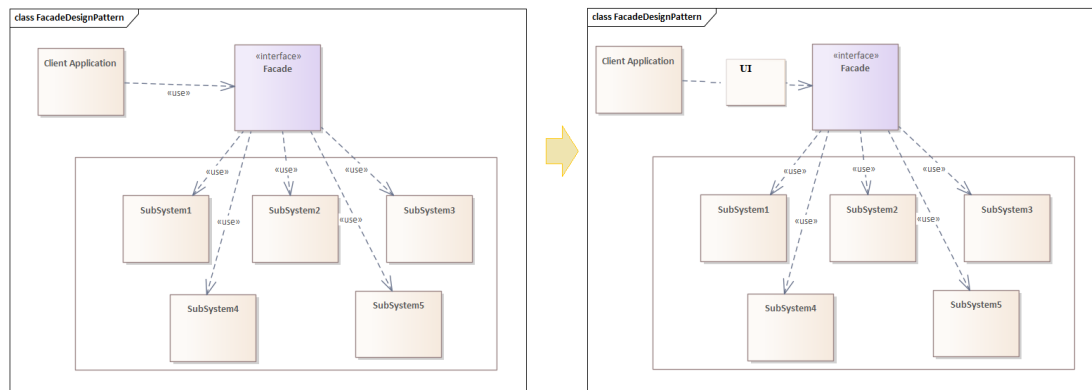 class FacadeDesignPattern
Client Application
«interface»
Facade
«use»
«use»
«use»
«use»
«use»
«use»
SubSystem1
SubSystem2
SubSystem3
SubSystem4
SubSystem5
class FacadeDesignPattern
Client Application
UI
«interface»
Facade
«use»
«use»
«use»
«use»
«use»
SubSystem1
SubSystem2
SubSystem3
SubSystem4
SubSystem5